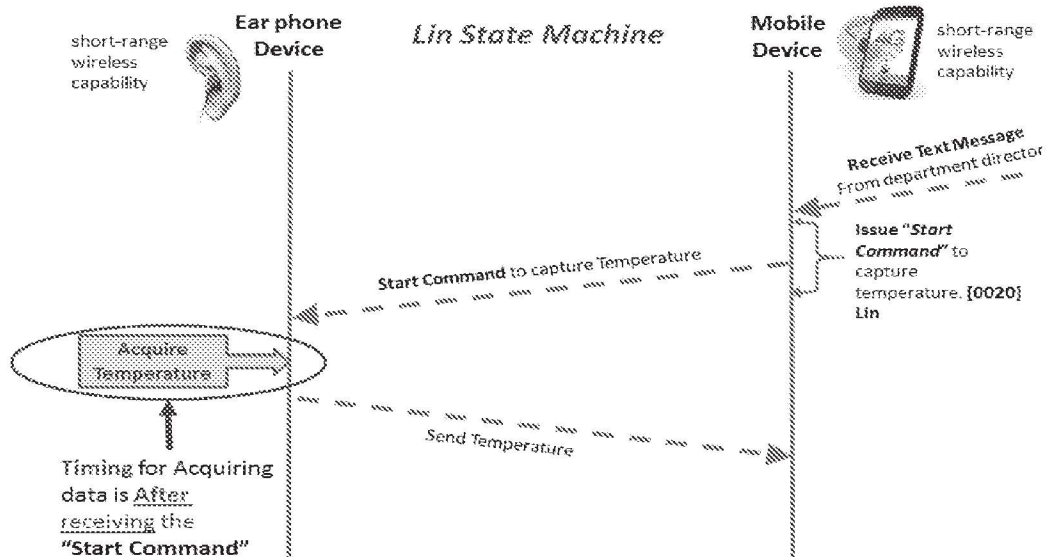 Ear phone
Device
Lin State Machine
Mobile
Device
short-range
wireless
capability
short-range
wireless
capability
Receive Text Message
From department director
Issue "Start
Command" to
capture
temperature. [0020]
Lin
Start Command to capture Temperature
Acquire
Temperature
Send Temperature
Timing for Acquiring
data is After
receiving the
"Start Command"